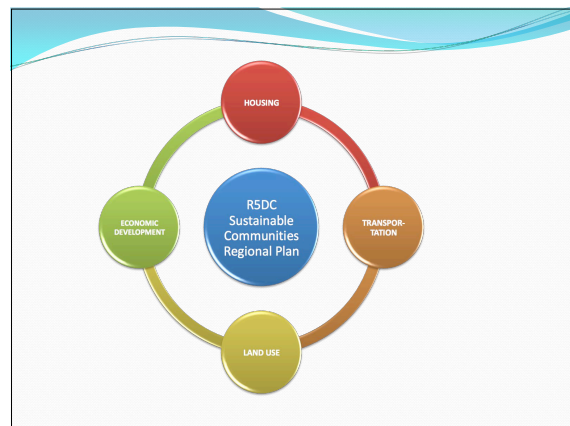 HOUSING
R5DC
Sustainable
Communities
Regional Plan
ECONOMIC
DEVELOPMENT
TRANSPOR-
TATION
LAND USE